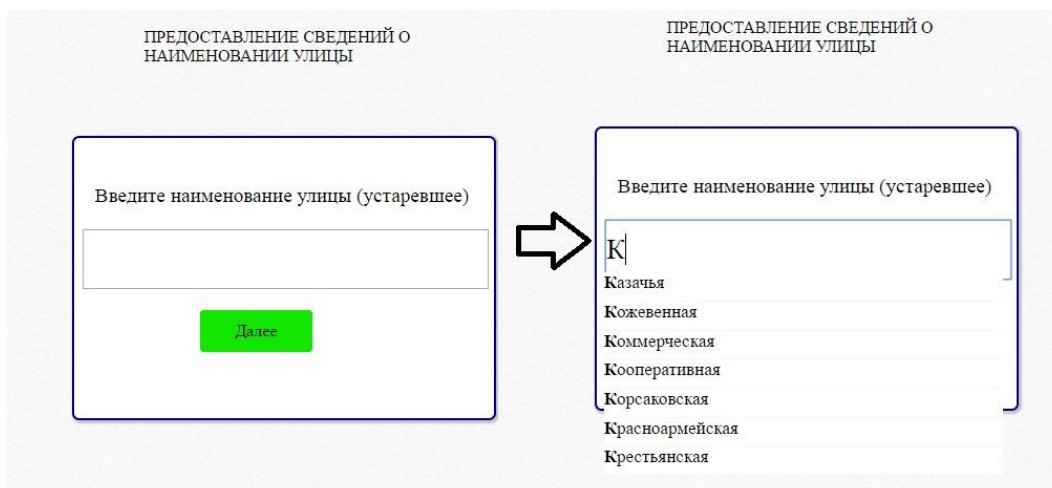 ПРЕДОСТАВЛЕНИЕ СВЕДЕНИЙ О
НАИМЕНОВАНИИ УЛИЦЫ
Введите наименование улицы (устаревшее)
Далее
ПРЕДОСТАВЛЕНИЕ СВЕДЕНИЙ О
НАИМЕНОВАНИИ УЛИЦЫ
Введите наименование улицы (устаревшее)
К
Казачья
Кожевенная
Коммерческая
Кооперативная
Корсаковская
Красноармейская
Крестьянская